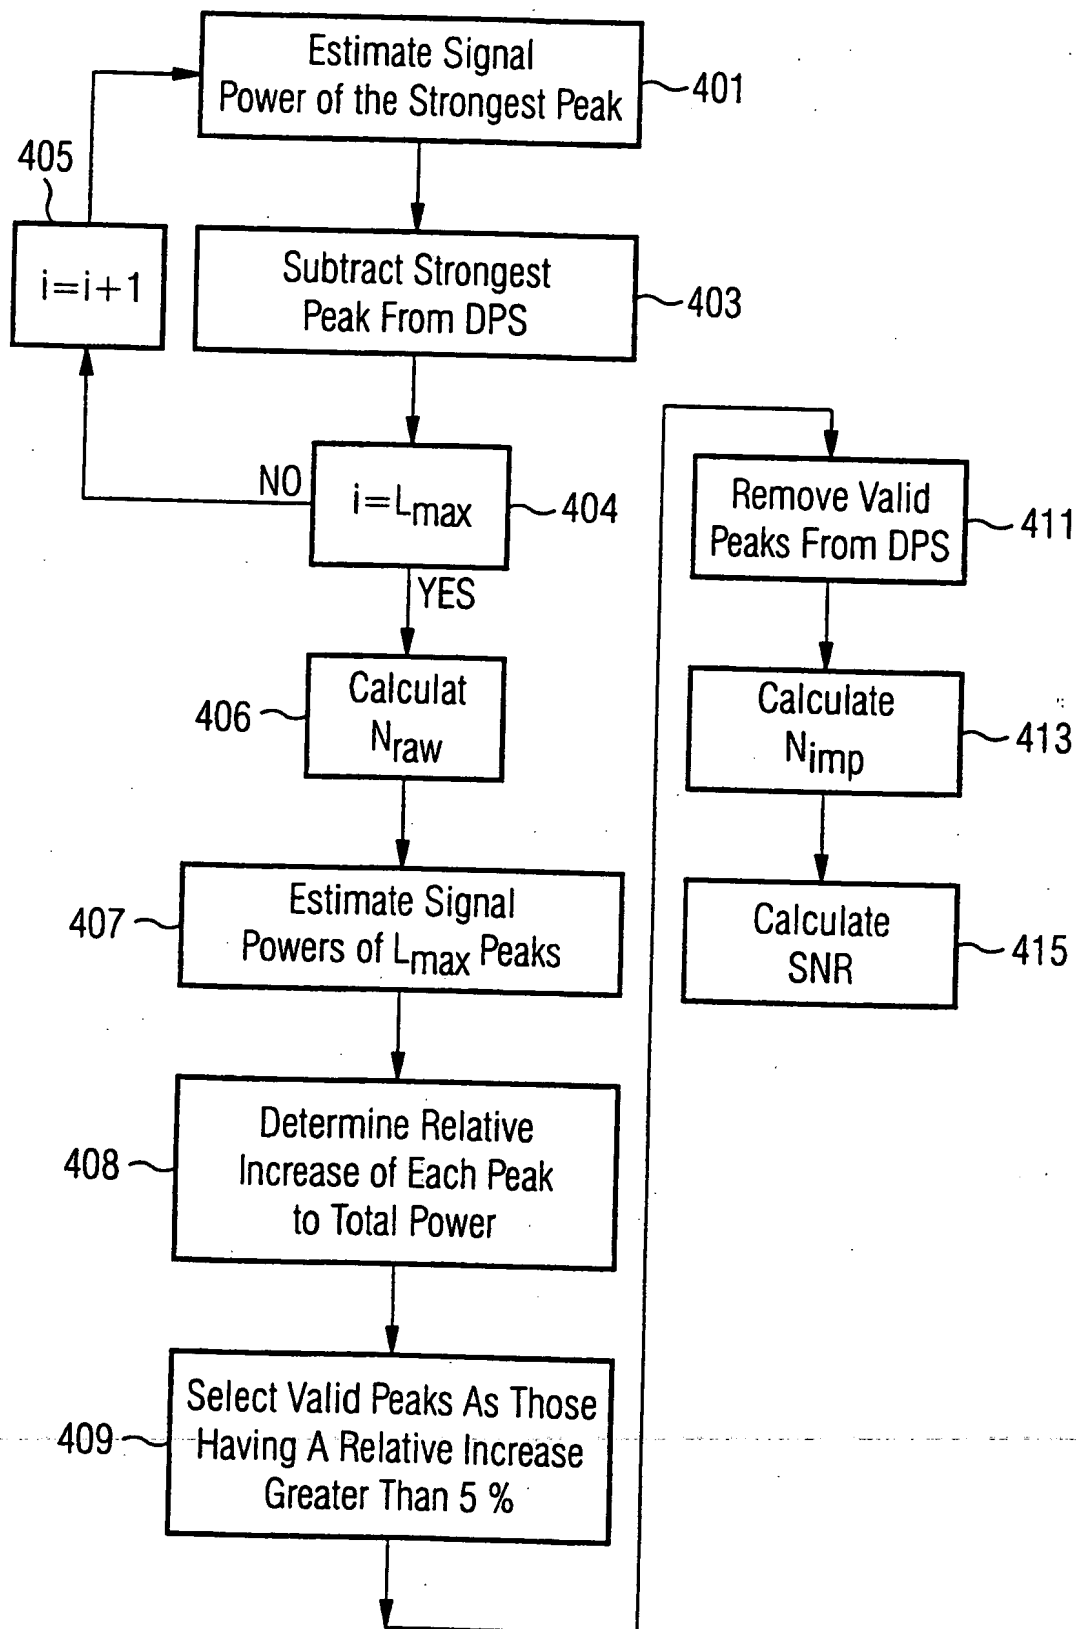 Estimate Signal
Power of the Strongest Peak
401
405
i=i+1
Subtract Strongest
Peak From DPS
403
NO
i=Lmax
404
YES
406
Calculat
Nraw
407
Estimate Signal
Powers of Lmax Peaks
408
Determine Relative
Increase of Each Peak
to Total Power
409
Select Valid Peaks As Those
Having A Relative Increase
Greater Than 5 %
Remove Valid
Peaks From DPS
411
Calculate
Nimp
413
Calculate
SNR
415